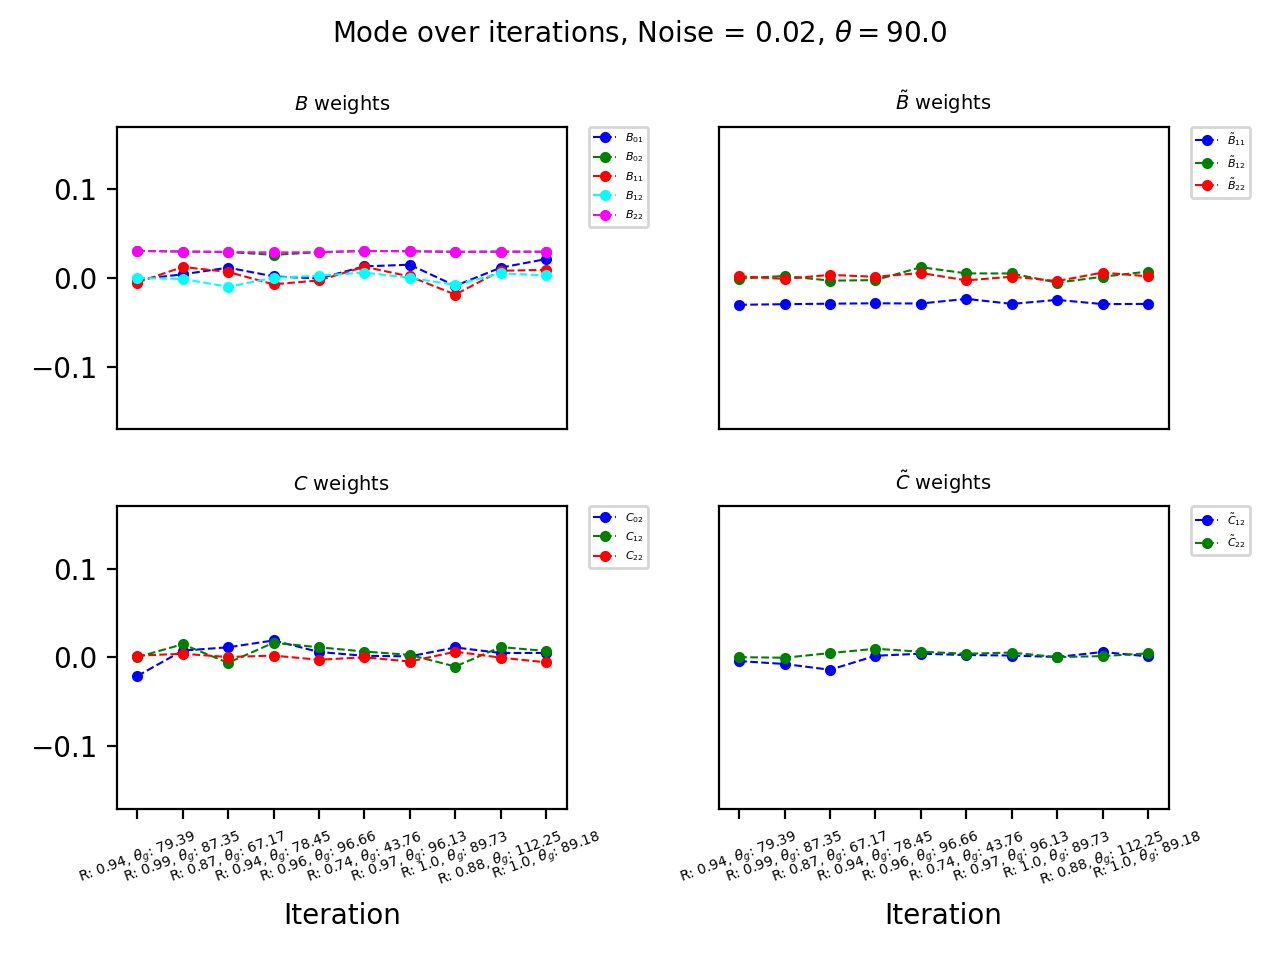 Mode over iterations, Noise = 0.02, θ = 90.0
B weights
B̃ weights
0.1
0.0
−0.1
B₀₁
B₀₂
B₁₁
B₁₂
B₂₂
B̃₁₁
B̃₁₂
B̃₂₂
C weights
C̃ weights
0.1
0.0
−0.1
C₀₂
C₁₂
C₂₂
C̃₁₂
C̃₂₂
R: 0.94, θg: 79.39
R: 0.99, θg: 87.35
R: 0.87, θg: 67.17
R: 0.94, θg: 78.45
R: 0.96, θg: 96.66
R: 0.74, θg: 43.76
R: 0.97, θg: 96.13
R: 1.0, θg: 89.73
R: 0.88, θg: 112.25
R: 1.0, θg: 89.18
R: 0.94, θg: 79.39
R: 0.99, θg: 87.35
R: 0.87, θg: 67.17
R: 0.94, θg: 78.45
R: 0.96, θg: 96.66
R: 0.74, θg: 43.76
R: 0.97, θg: 96.13
R: 1.0, θg: 89.73
R: 0.88, θg: 112.25
R: 1.0, θg: 89.18
Iteration
Iteration